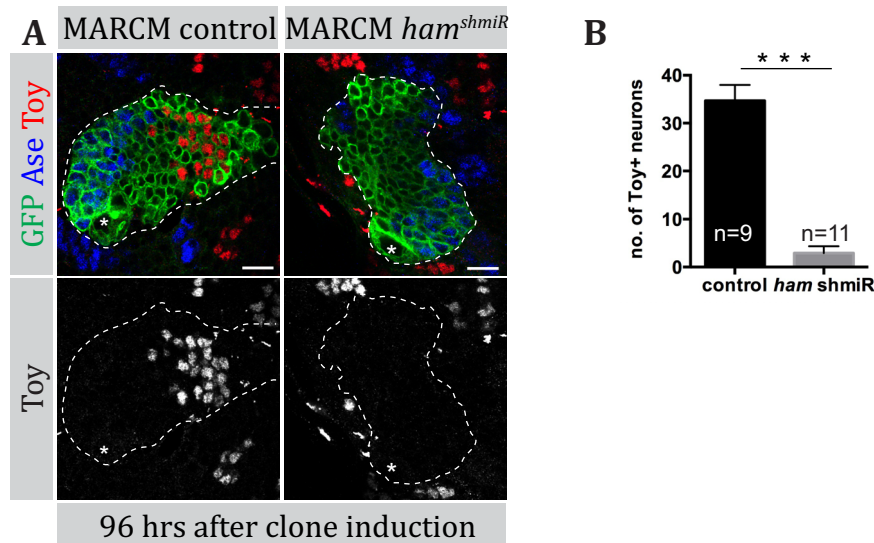 A
MARCM control
MARCM ham^shmiR
GFP Ase Toy
*
*
Toy
*
*
96 hrs after clone induction
B
* * *
no. of Toy+ neurons
40
30
20
10
0
n=9
n=11
control
ham shmiR